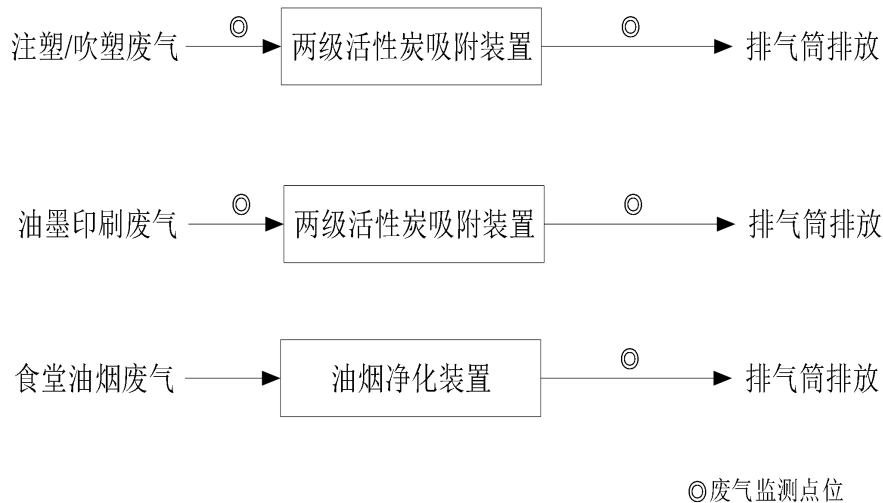 注塑/吹塑废气 ◎ 两级活性炭吸附装置 ◎ 排气筒排放
油墨印刷废气 ◎ 两级活性炭吸附装置 ◎ 排气筒排放
食堂油烟废气 油烟净化装置 ◎ 排气筒排放
◎废气监测点位